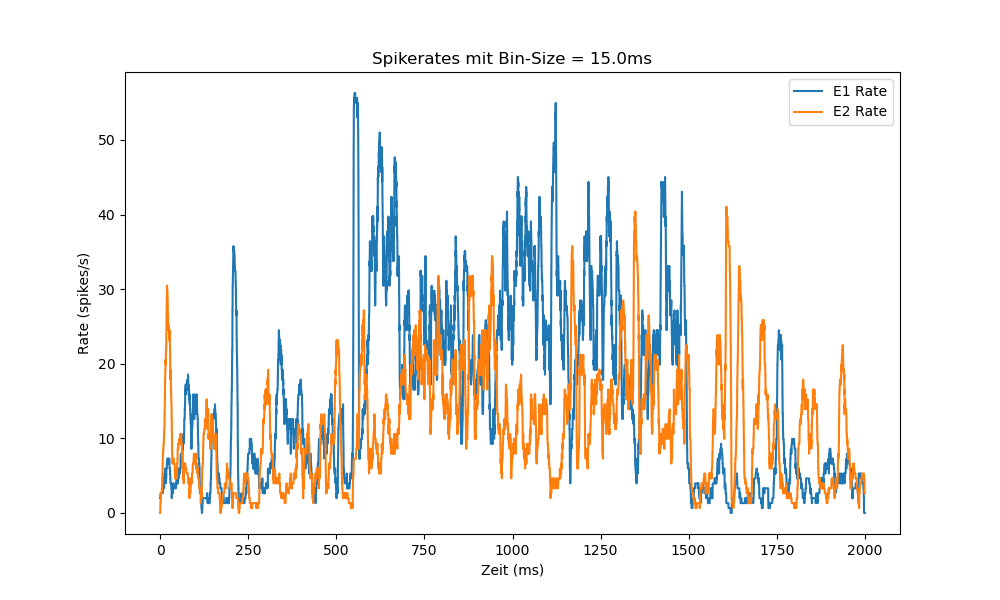 Spikerates mit Bin-Size = 15.0ms
E1 Rate
E2 Rate
Rate (spikes/s)
50
40
30
20
10
0
0 250 500 750 1000 1250 1500 1750 2000
Zeit (ms)